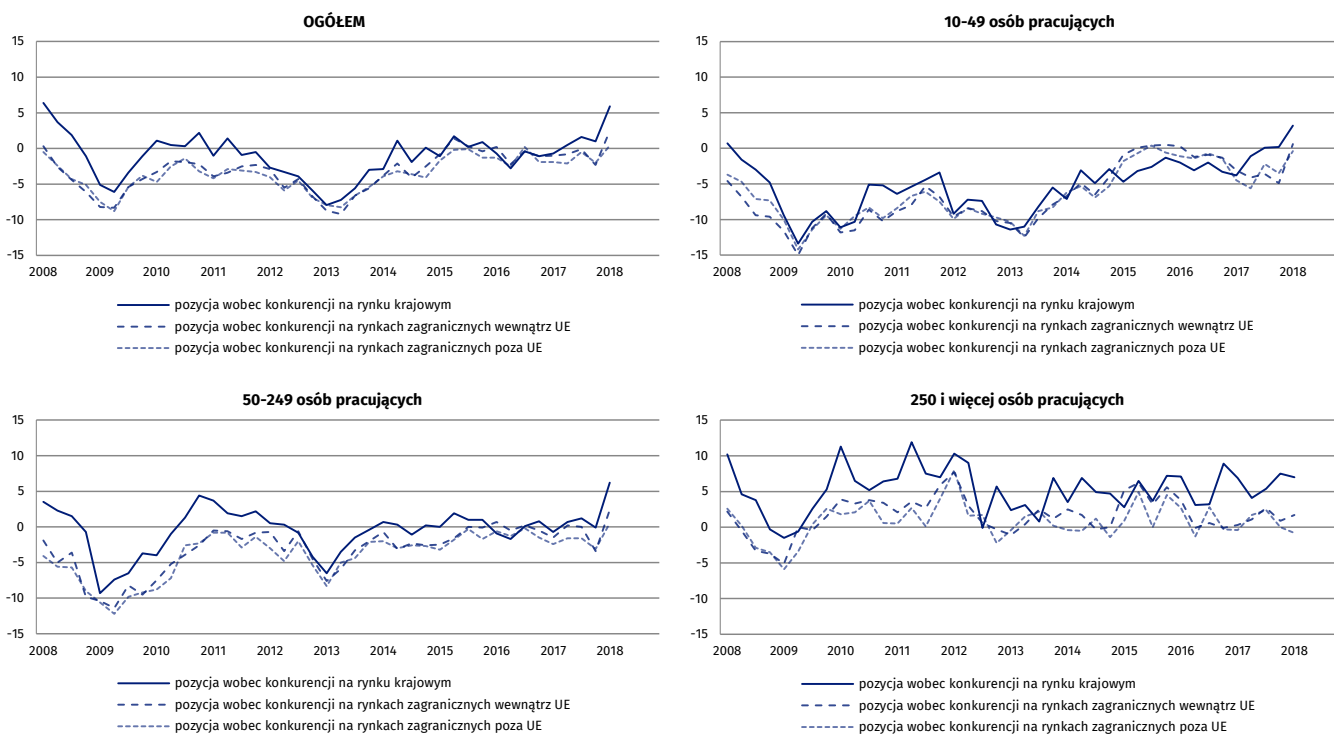 OGÓŁEM
15
10
5
0
-5
-10
-15
2008 2009 2010 2011 2012 2013 2014 2015 2016 2017 2018
pozycja wobec konkurencji na rynku krajowym
pozycja wobec konkurencji na rynkach zagranicznych wewnątrz UE
pozycja wobec konkurencji na rynkach zagranicznych poza UE
10-49 osób pracujących
15
10
5
0
-5
-10
-15
2008 2009 2010 2011 2012 2013 2014 2015 2016 2017 2018
pozycja wobec konkurencji na rynku krajowym
pozycja wobec konkurencji na rynkach zagranicznych wewnątrz UE
pozycja wobec konkurencji na rynkach zagranicznych poza UE
50-249 osób pracujących
15
10
5
0
-5
-10
-15
2008 2009 2010 2011 2012 2013 2014 2015 2016 2017 2018
pozycja wobec konkurencji na rynku krajowym
pozycja wobec konkurencji na rynkach zagranicznych wewnątrz UE
pozycja wobec konkurencji na rynkach zagranicznych poza UE
250 i więcej osób pracujących
15
10
5
0
-5
-10
-15
2008 2009 2010 2011 2012 2013 2014 2015 2016 2017 2018
pozycja wobec konkurencji na rynku krajowym
pozycja wobec konkurencji na rynkach zagranicznych wewnątrz UE
pozycja wobec konkurencji na rynkach zagranicznych poza UE